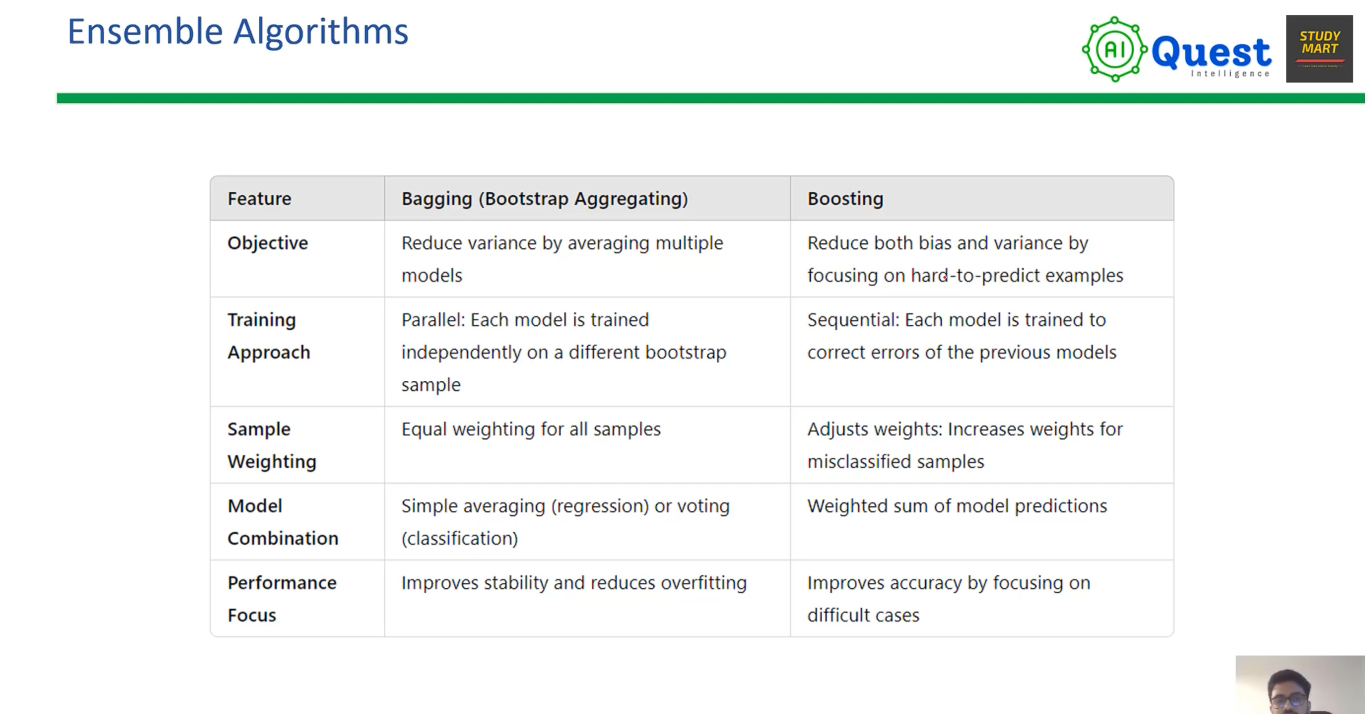 Ensemble Algorithms
AI Quest
Intelligence
STUDY
MART
Feature
Bagging (Bootstrap Aggregating)
Boosting
Objective
Reduce variance by averaging multiple
models
Reduce both bias and variance by
focusing on hard-to-predict examples
Training
Approach
Parallel: Each model is trained
independently on a different bootstrap
sample
Sequential: Each model is trained to
correct errors of the previous models
Sample
Weighting
Equal weighting for all samples
Adjusts weights: Increases weights for
misclassified samples
Model
Combination
Simple averaging (regression) or voting
(classification)
Weighted sum of model predictions
Performance
Focus
Improves stability and reduces overfitting
Improves accuracy by focusing on
difficult cases